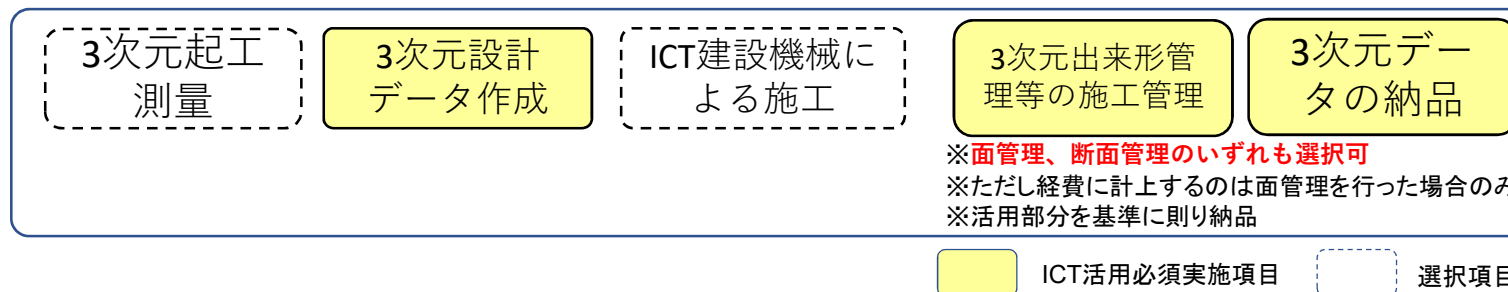 3次元起工
測量
3次元設計
データ作成
ICT建設機械に
よる施工
3次元出来形管
理等の施工管理
3次元デー
タの納品
※面管理、断面管理のいずれも選択可
※ただし経費に計上するのは面管理を行った場合のみ
※活用部分を基準に則り納品
ICT活用必須実施項目
選択項目